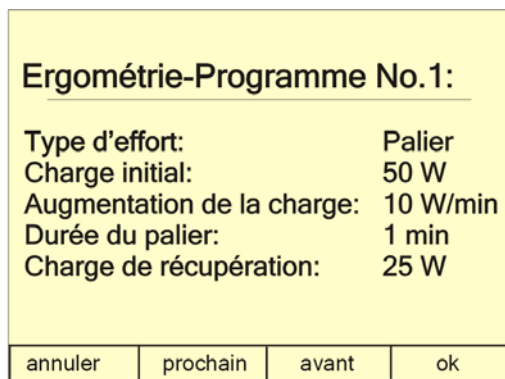 Ergométrie-Programme No.1:
Type d'effort: Palier
Charge initial: 50 W
Augmentation de la charge: 10 W/min
Durée du palier: 1 min
Charge de récupération: 25 W
annuler prochain avant ok